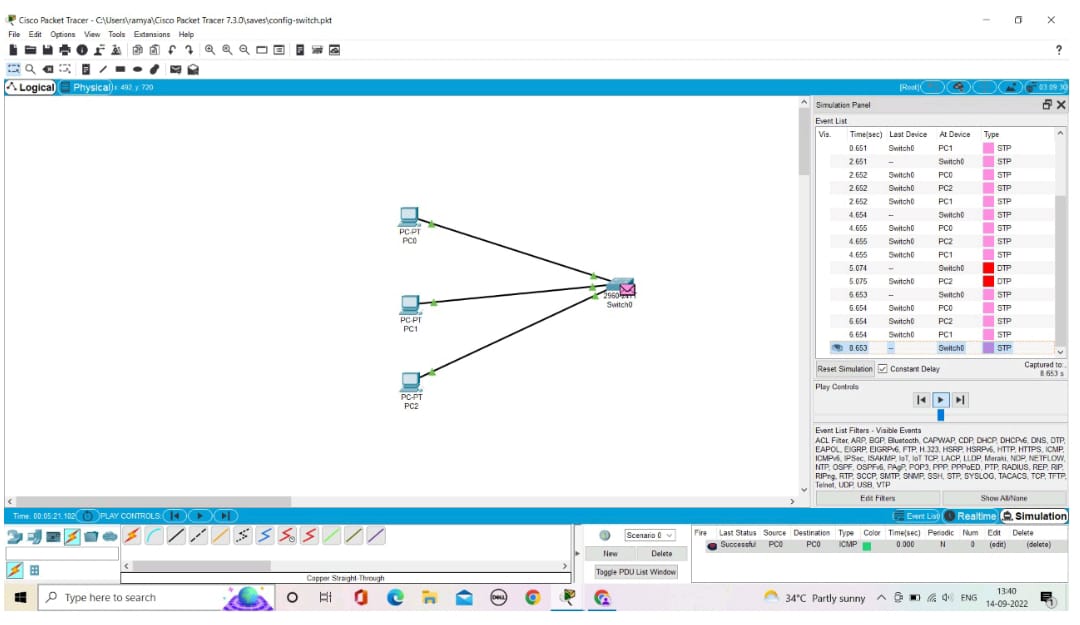 Cisco Packet Tracer - C:\Users\ramya\Cisco Packet Tracer 7.3.0\saves\config-switch.pkt
File Edit Options View Tools Extensions Help
?
Logical Physical x: 492, y: 720 [Root] 03:09:30
Simulation Panel
Event List
Vis. Time(sec) Last Device At Device Type
0.651 Switch0 PC1 STP
2.651 -- Switch0 STP
2.652 Switch0 PC0 STP
2.652 Switch0 PC2 STP
2.652 Switch0 PC1 STP
4.654 -- Switch0 STP
4.655 Switch0 PC0 STP
4.655 Switch0 PC2 STP
4.655 Switch0 PC1 STP
5.074 -- Switch0 DTP
5.075 Switch0 PC2 DTP
6.653 -- Switch0 STP
6.654 Switch0 PC0 STP
6.654 Switch0 PC2 STP
6.654 Switch0 PC1 STP
8.653 -- Switch0 STP
PC-PT
PC0
PC-PT
PC1
PC-PT
PC2
Switch0
Reset Simulation Constant Delay Captured to:
8.653 s
Play Controls
Event List Filters - Visible Events
ACL Filter, ARP, BGP, Bluetooth, CAPWAP, CDP, DHCP, DHCPv6, DNS, DTP,
EAPOL, EIGRP, EIGRPv6, FTP, H.323, HSRP, HSRPv6, HTTP, HTTPS, ICMP,
ICMPv6, IPSec, ISAKMP, IoT, IoT TCP, LACP, LLDP, Meraki, NDP, NETFLOW,
NTP, OSPF, OSPFv6, PAgP, POP3, PPP, PPPoED, PTP, RADIUS, REP, RIP,
RIPng, RTP, SCCP, SMTP, SNMP, SSH, STP, SYSLOG, TACACS, TCP, TFTP,
Telnet, UDP, USB, VTP
Edit Filters Show All/None
Time: 00:05:21.102 PLAY CONTROLS: Event List Realtime Simulation
Scenario 0
New Delete
Toggle PDU List Window
Fire Last Status Source Destination Type Color Time(sec) Periodic Num Edit Delete
Successful PC0 PC0 ICMP 0.000 N 0 (edit) (delete)
Copper Straight-Through
Type here to search
DELL
34°C Partly sunny ENG
13:40
14-09-2022
1